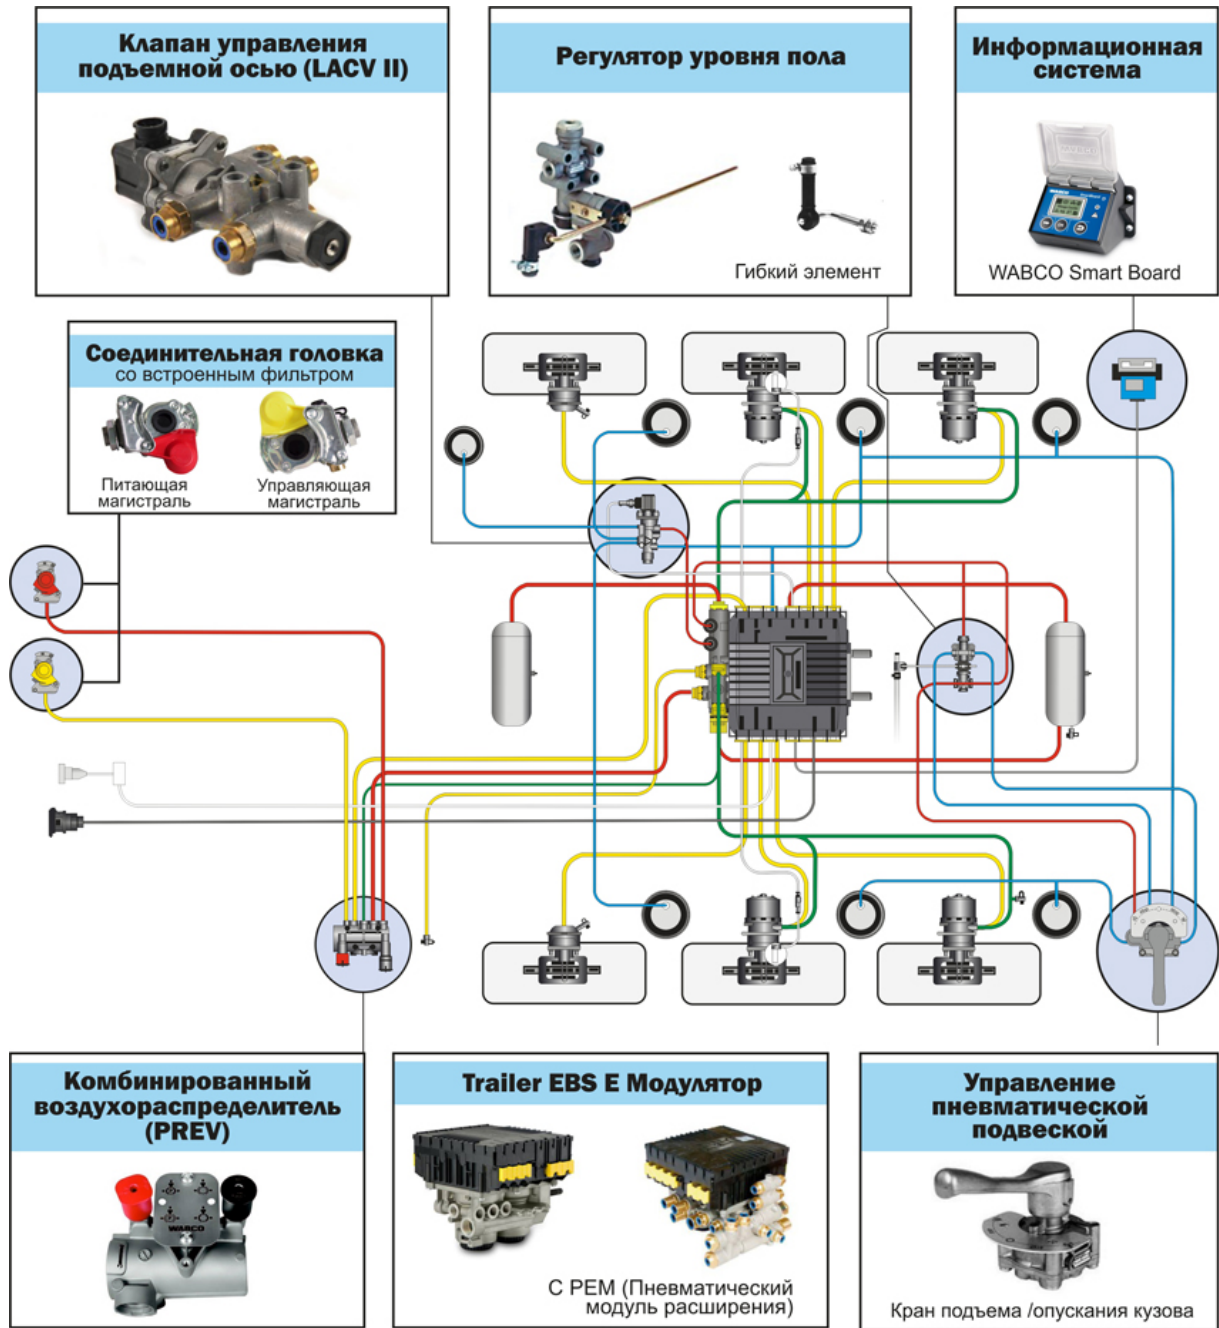 Клапан управления
подъемной осью (LACV II)
Регулятор уровня пола
Гибкий элемент
Информационная
система
WABCO
WABCO Smart Board
Соединительная головка
со встроенным фильтром
Питающая
магистраль
Управляющая
магистраль
Комбинированный
воздухораспределитель
(PREV)
WABCO
Trailer EBS E Модулятор
С PEM (Пневматический
модуль расширения)
Управление
пневматической
подвеской
Кран подъема /опускания кузова